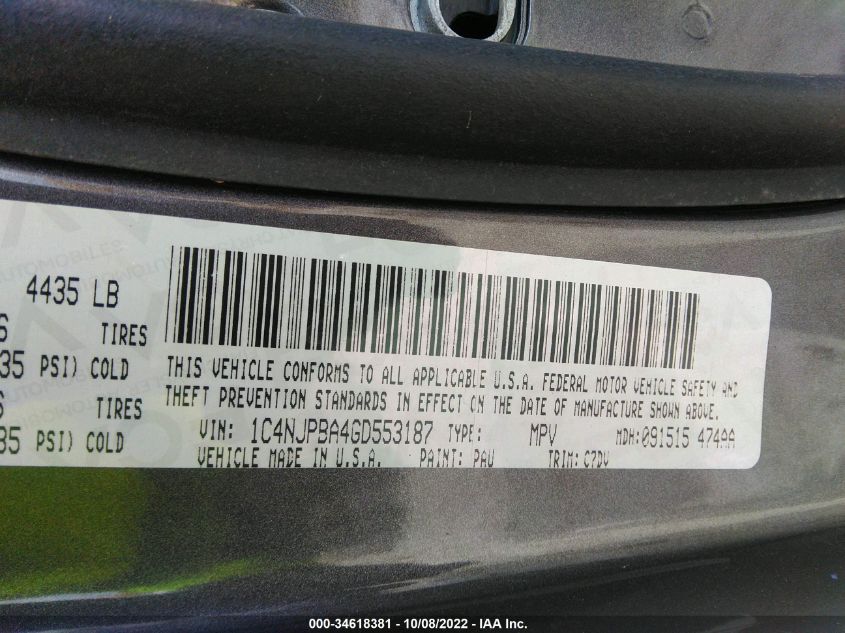 4435 LB
TIRES
35 PSI) COLD
TIRES
35 PSI) COLD
THIS VEHICLE CONFORMS TO ALL APPLICABLE U.S.A. FEDERAL MOTOR VEHICLE SAFETY AND
THEFT PREVENTION STANDARDS IN EFFECT ON THE DATE OF MANUFACTURE SHOWN ABOVE.
VIN: 1C4NJPBA4GD553187 TYPE: MPV MDH:091515 474AA
VEHICLE MADE IN U.S.A. PAINT: PAU TRIM: C7DV
000-34618381 - 10/08/2022 - IAA Inc.